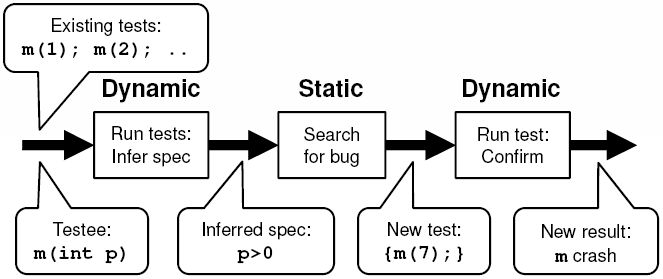 Existing tests:
m(1); m(2); ..
Dynamic
Static
Dynamic
Run tests:
Infer spec
Search
for bug
Run test:
Confirm
Testee:
m(int p)
Inferred spec:
p>0
New test:
{m(7);}
New result:
m crash